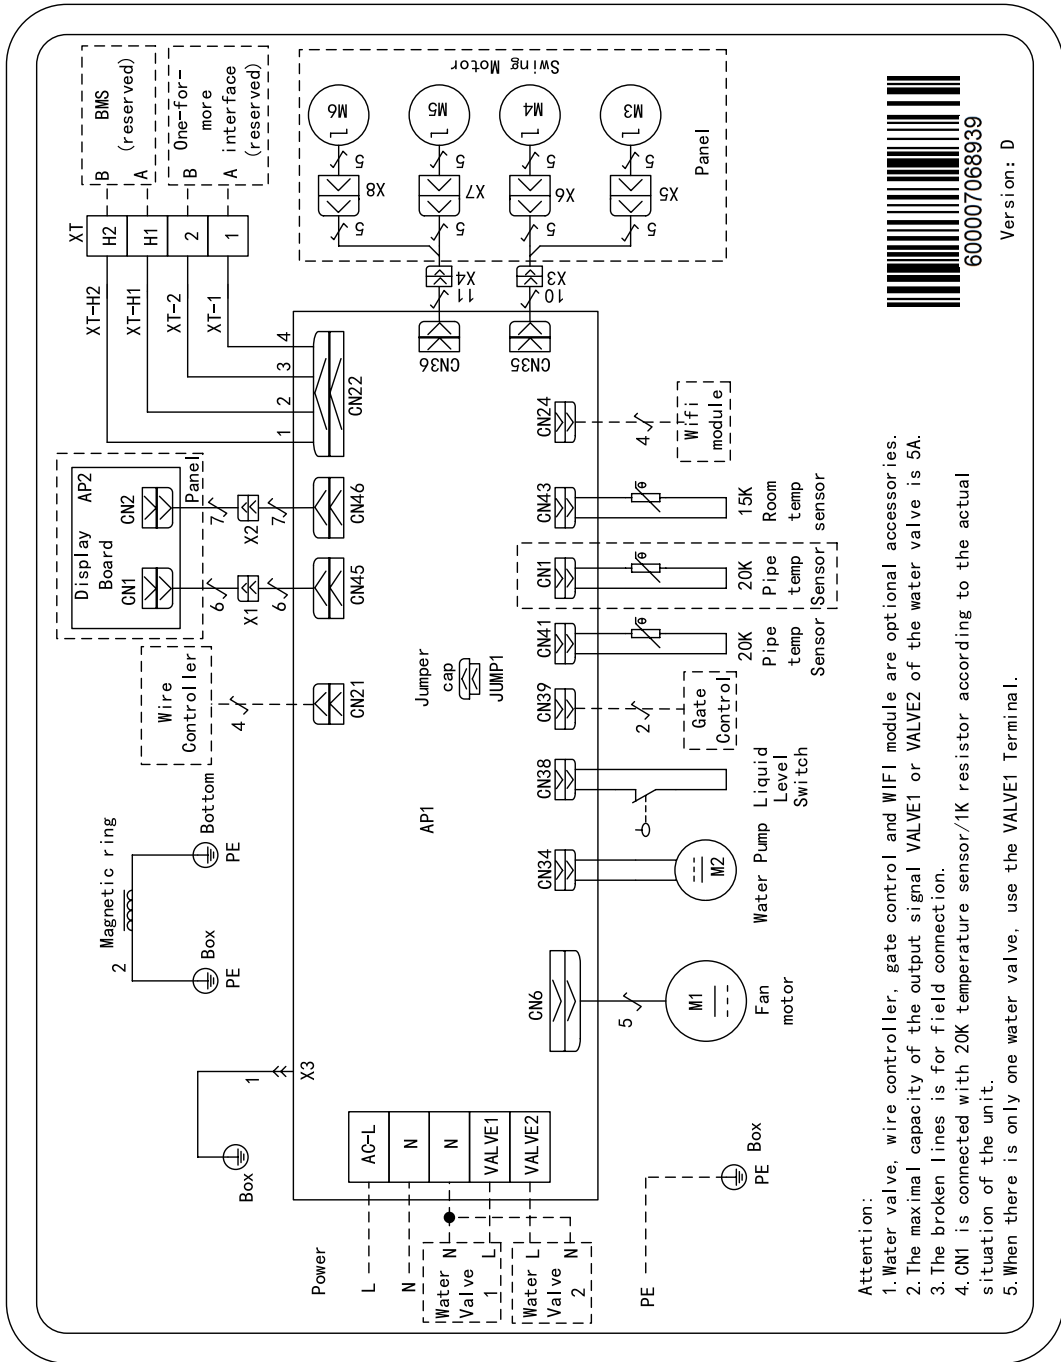 Power
L
N
Water
Valve
1
N
L
Water
Valve
2
L
N
PE
AC-L
N
N
VALVE1
VALVE2
Box
1
X3
PE
Box
Magnetic ring
2
PE
Box
PE
Bottom
Wire
Controller
4
CN21
Display
Board
AP2
CN1
CN2
Panel
6
X1
6
CN45
7
X2
7
CN46
XT
XT-H2
XT-H1
XT-2
XT-1
H2
H1
2
1
B
A
B
A
BMS
(reserved)
One-for-
more
interface
(reserved)
1
2
3
4
CN22
AP1
Jumper
cap
JUMP1
CN36
11
X4
CN35
10
X3
5
X8
5
M6
5
X7
5
M5
5
X6
5
M4
5
X5
5
M3
Swing Motor
Panel
CN6
5
M1
Fan
motor
CN34
M2
Water Pump
CN38
Liquid
Level
Switch
CN39
2
Gate
Control
CN41
θ
20K
Pipe
temp
Sensor
CN1
θ
20K
Pipe
temp
Sensor
CN43
θ
15K
Room
temp
sensor
CN24
4
Wifi
module
Attention:
1. Water valve, wire controller, gate control and WIFI module are optional accessories.
2. The maximal capacity of the output signal VALVE1 or VALVE2 of the water valve is 5A.
3. The broken lines is for field connection.
4. CN1 is connected with 20K temperature sensor/1K resistor according to the actual
situation of the unit.
5. When there is only one water valve, use the VALVE1 Terminal.
600007068939
Version: D